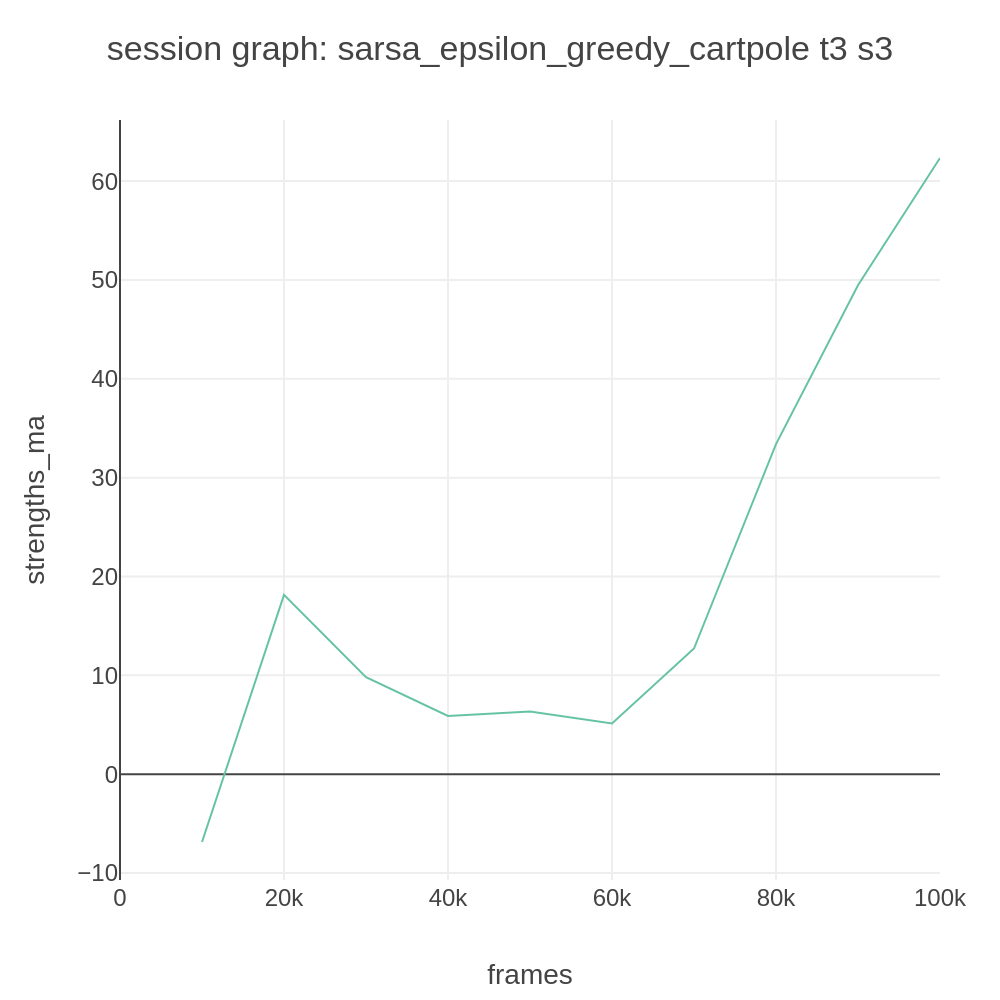 session graph: sarsa_epsilon_greedy_cartpole t3 s3
strengths_ma
60
50
40
30
20
10
0
−10
0
20k
40k
60k
80k
100k
frames